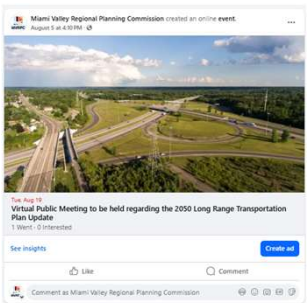 Miami Valley Regional Planning Commission created an online event.
August 5 at 4:10 PM ·
Tue, Aug 19
Virtual Public Meeting to be held regarding the 2050 Long Range Transportation
Plan Update
1 Went · 0 Interested
See insights
Create ad
Like
Comment
Comment as Miami Valley Regional Planning Commission